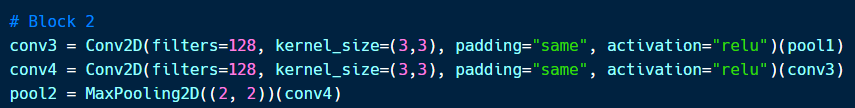 # Block 2
conv3 = Conv2D(filters=128, kernel_size=(3,3), padding="same", activation="relu")(pool1)
conv4 = Conv2D(filters=128, kernel_size=(3,3), padding="same", activation="relu")(conv3)
pool2 = MaxPooling2D((2, 2))(conv4)